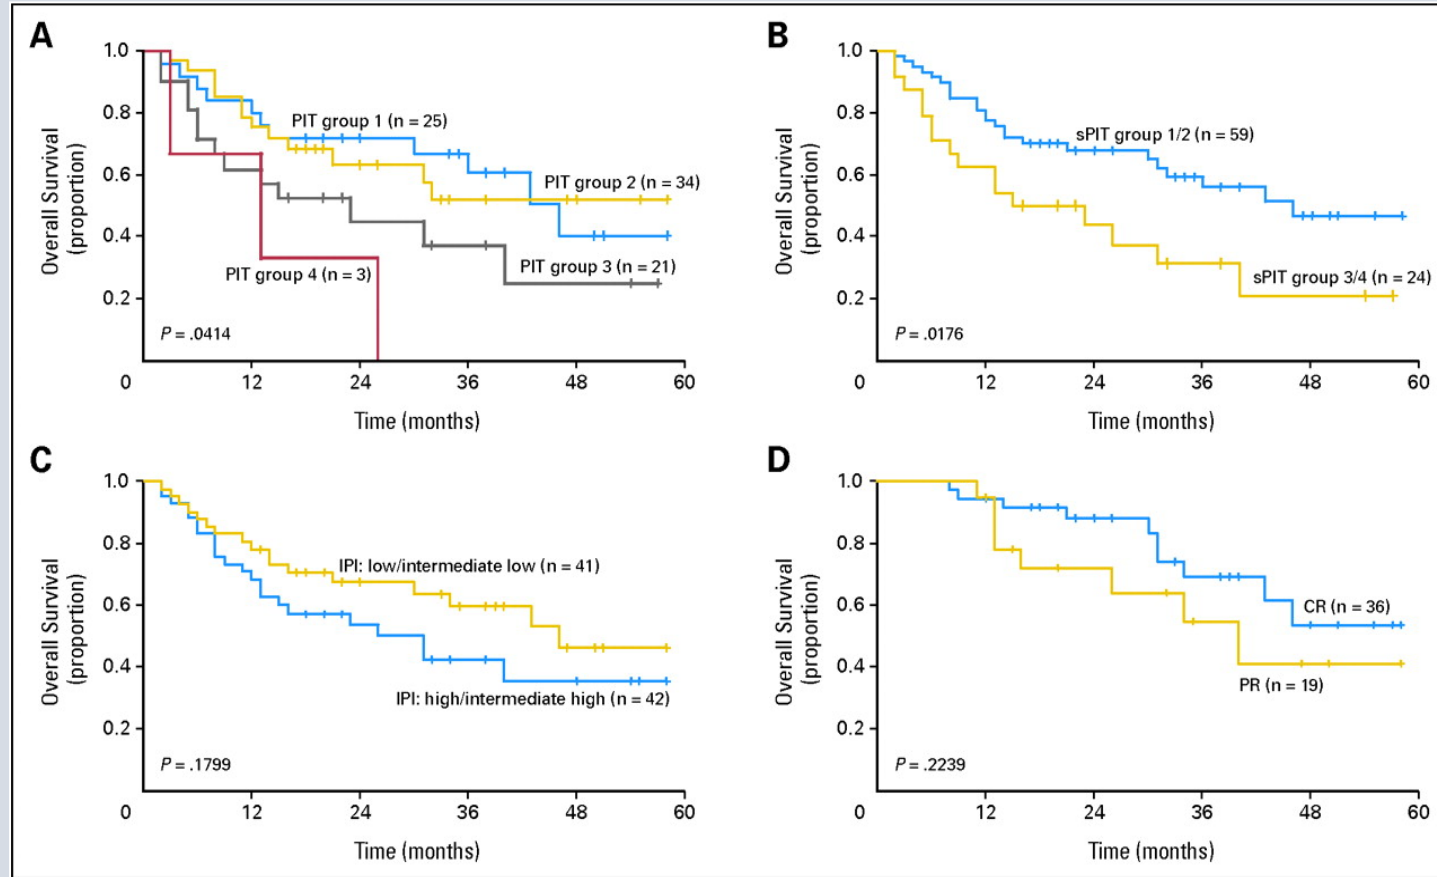 A
1.0
0.8
0.6
0.4
0.2
Overall Survival
(proportion)
PIT group 1 (n = 25)
PIT group 2 (n = 34)
PIT group 3 (n = 21)
PIT group 4 (n = 3)
P = .0414
0 12 24 36 48 60
Time (months)
B
1.0
0.8
0.6
0.4
0.2
Overall Survival
(proportion)
sPIT group 1/2 (n = 59)
sPIT group 3/4 (n = 24)
P = .0176
0 12 24 36 48 60
Time (months)
C
1.0
0.8
0.6
0.4
0.2
Overall Survival
(proportion)
IPI: low/intermediate low (n = 41)
IPI: high/intermediate high (n = 42)
P = .1799
0 12 24 36 48 60
Time (months)
D
1.0
0.8
0.6
0.4
0.2
Overall Survival
(proportion)
CR (n = 36)
PR (n = 19)
P = .2239
0 12 24 36 48 60
Time (months)